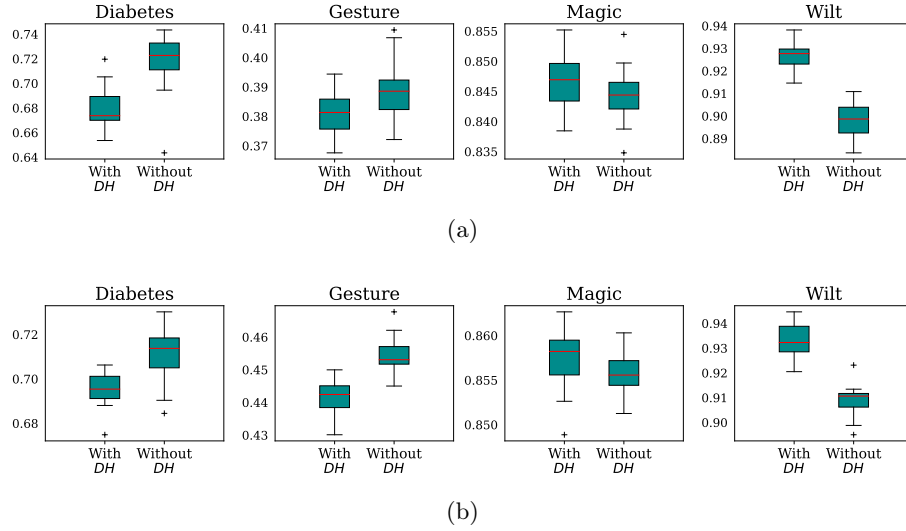 Diabetes Gesture Magic Wilt
0.74 0.72 0.70 0.68 0.66 0.64
0.41 0.40 0.39 0.38 0.37
0.855 0.850 0.845 0.840 0.835
0.94 0.93 0.92 0.91 0.90 0.89
With Without With Without With Without With Without
DH DH DH DH DH DH DH DH
(a)
Diabetes Gesture Magic Wilt
0.72 0.70 0.68
0.46 0.45 0.44 0.43
0.860 0.855 0.850
0.94 0.93 0.92 0.91 0.90
With Without With Without With Without With Without
DH DH DH DH DH DH DH DH
(b)